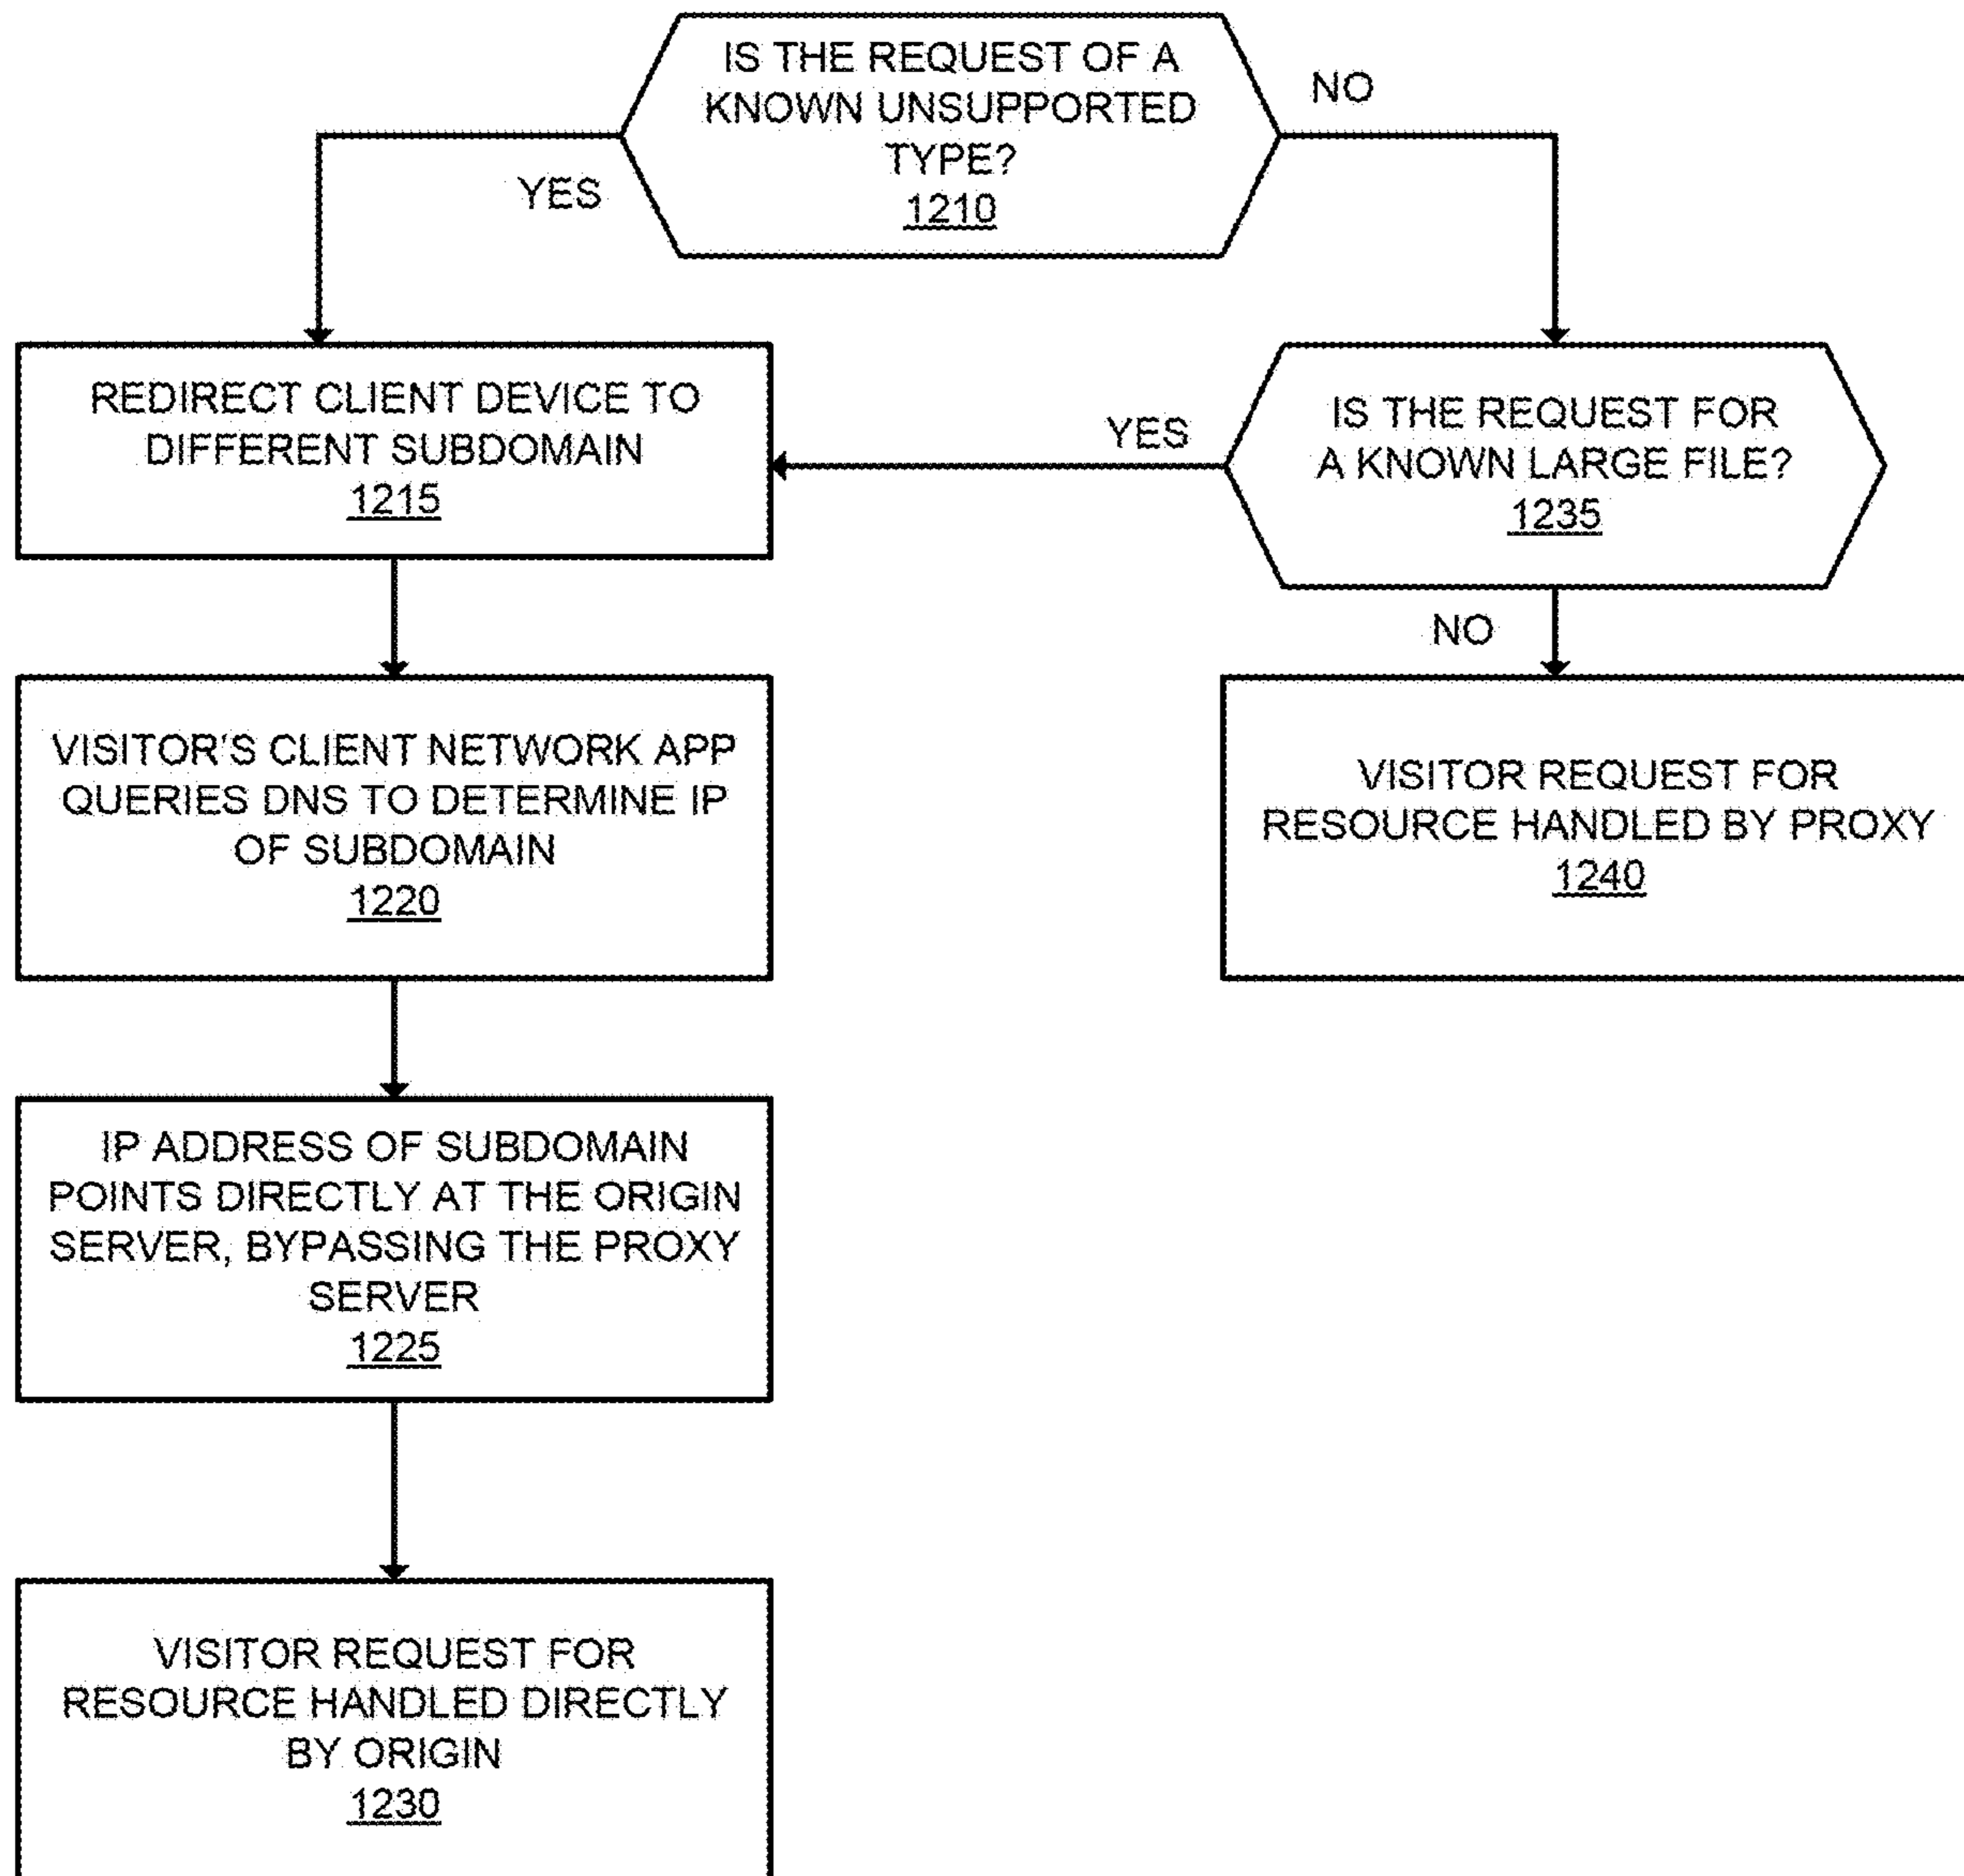 IS THE REQUEST OF A
KNOWN UNSUPPORTED
TYPE?
1210
NO
YES
REDIRECT CLIENT DEVICE TO
DIFFERENT SUBDOMAIN
1215
YES
IS THE REQUEST FOR
A KNOWN LARGE FILE?
1235
NO
VISITOR'S CLIENT NETWORK APP
QUERIES DNS TO DETERMINE IP
OF SUBDOMAIN
1220
VISITOR REQUEST FOR
RESOURCE HANDLED BY PROXY
1240
IP ADDRESS OF SUBDOMAIN
POINTS DIRECTLY AT THE ORIGIN
SERVER, BYPASSING THE PROXY
SERVER
1225
VISITOR REQUEST FOR
RESOURCE HANDLED DIRECTLY
BY ORIGIN
1230